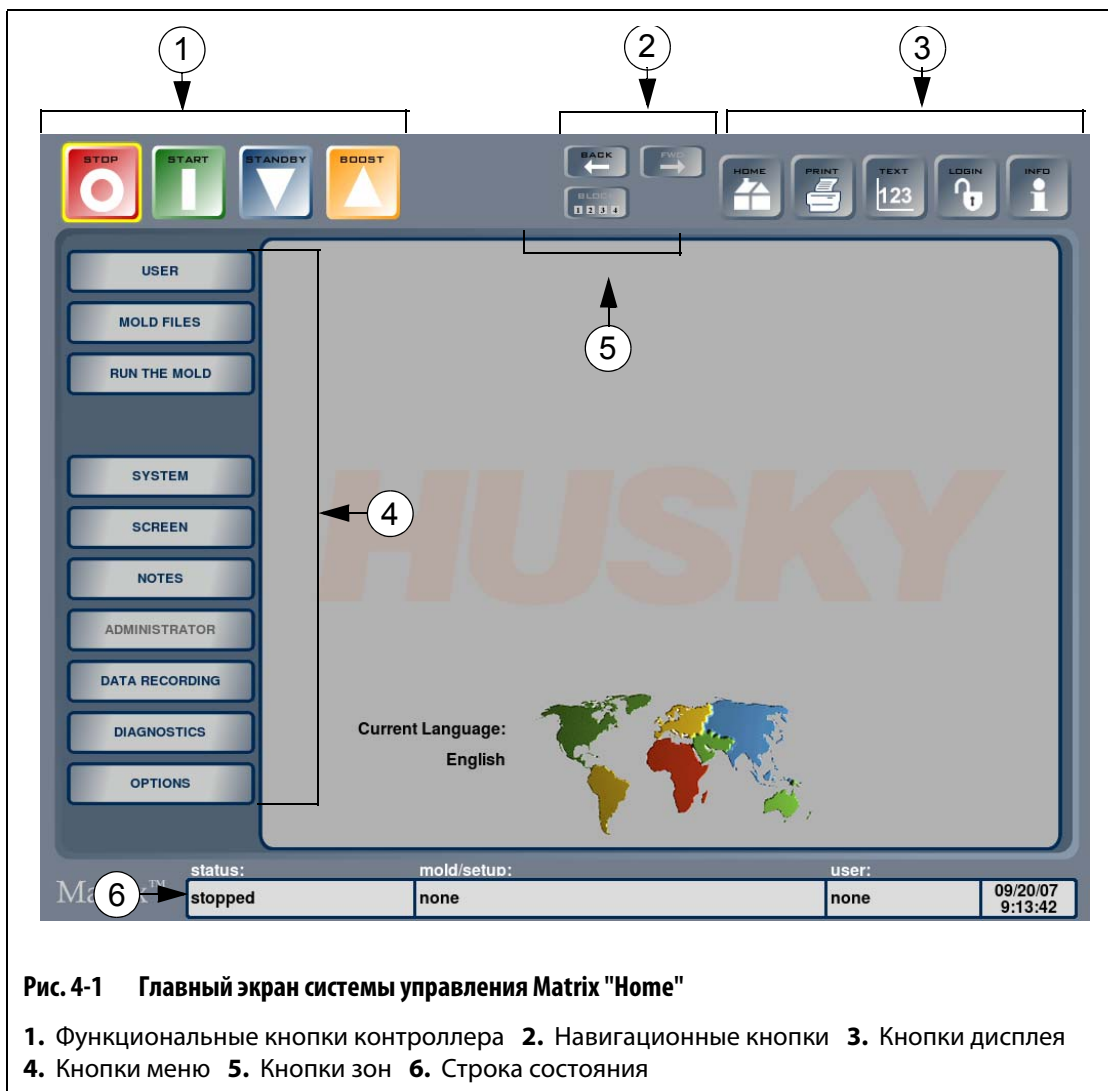 1
2
3
STOP
START
STANDBY
BOOST
BACK
FWD
BLOCK
1 2 3 4
HOME
PRINT
TEXT
123
LOGIN
INFO
USER
MOLD FILES
RUN THE MOLD
SYSTEM
SCREEN
NOTES
ADMINISTRATOR
DATA RECORDING
DIAGNOSTICS
OPTIONS
5
4
HUSKY
Current Language:
English
status:
mold/setup:
user:
6
stopped
none
none
09/20/07
9:13:42
Рис. 4-1 Главный экран системы управления Matrix "Home"
1. Функциональные кнопки контроллера 2. Навигационные кнопки 3. Кнопки дисплея
4. Кнопки меню 5. Кнопки зон 6. Строка состояния